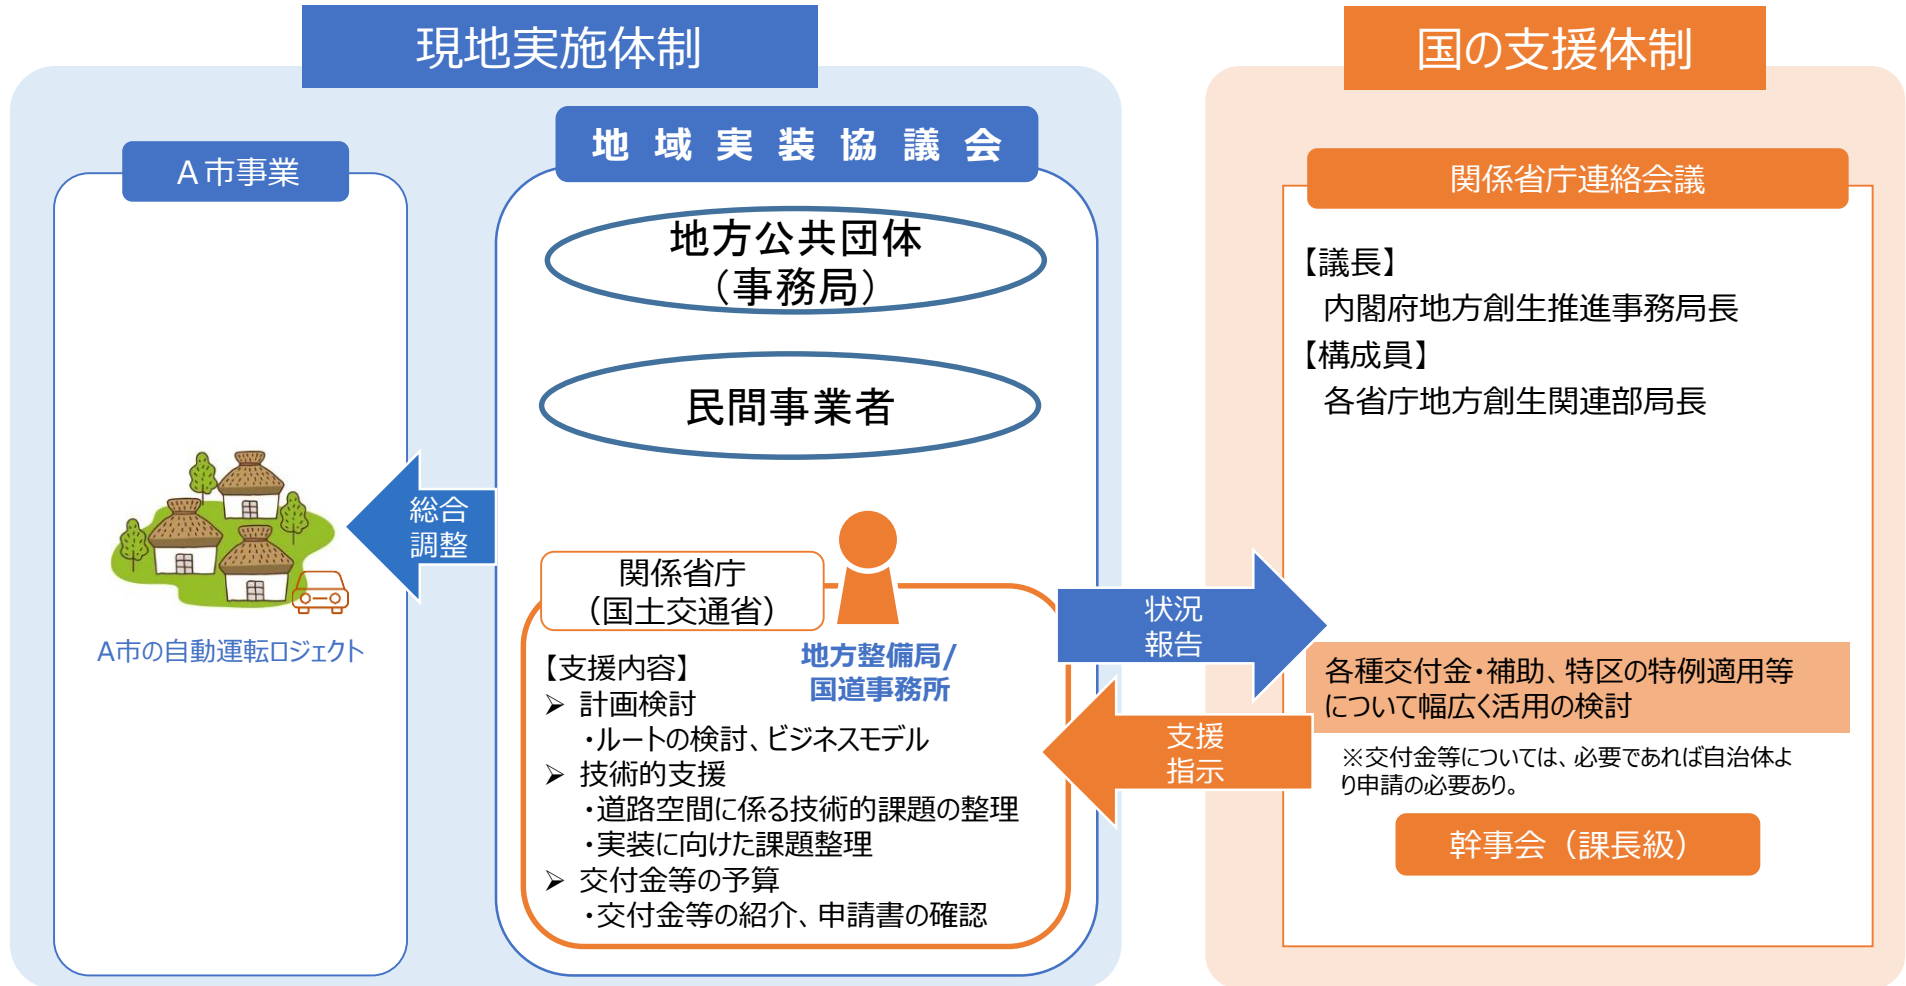 現地実施体制
国の支援体制
A市事業
A市の自動運転ロジェクト
総合
調整
地域実装協議会
地方公共団体
（事務局）
民間事業者
関係省庁
（国土交通省）
地方整備局/
国道事務所
【支援内容】
➢ 計画検討
・ルートの検討、ビジネスモデル
➢ 技術的支援
・道路空間に係る技術的課題の整理
・実装に向けた課題整理
➢ 交付金等の予算
・交付金等の紹介、申請書の確認
状況
報告
支援
指示
関係省庁連絡会議
【議長】
内閣府地方創生推進事務局長
【構成員】
各省庁地方創生関連部局長
各種交付金・補助、特区の特例適用等
について幅広く活用の検討
※交付金等については、必要であれば自治体よ
り申請の必要あり。
幹事会（課長級）